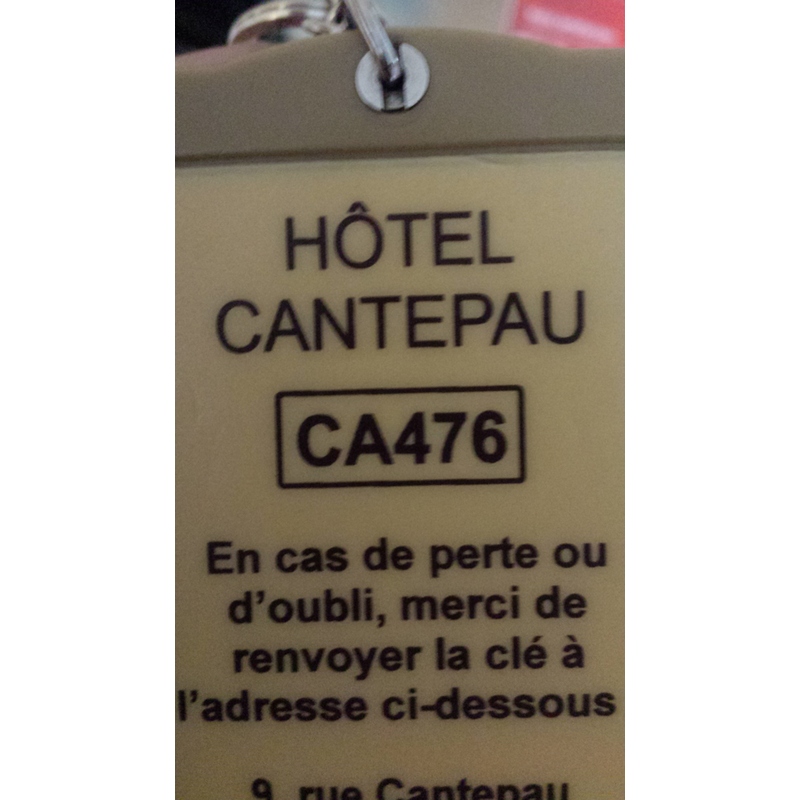 HÔTEL
CANTEPAU
CA476
En cas de perte ou
d'oubli, merci de
renvoyer la clé à
l'adresse ci-dessous
9, rue Cantepau